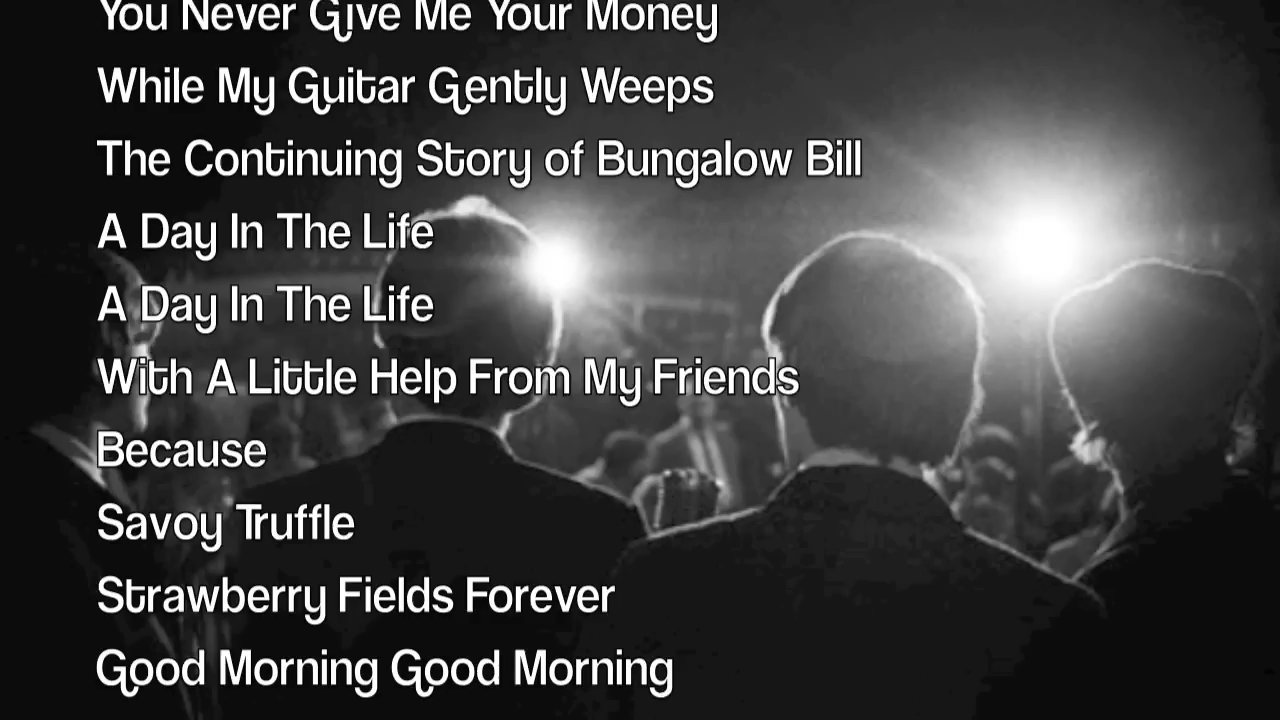 You Never Give Me Your Money
While My Guitar Gently Weeps
The Continuing Story of Bungalow Bill
A Day In The Life
A Day In The Life
With A Little Help From My Friends
Because
Savoy Truffle
Strawberry Fields Forever
Good Morning Good Morning